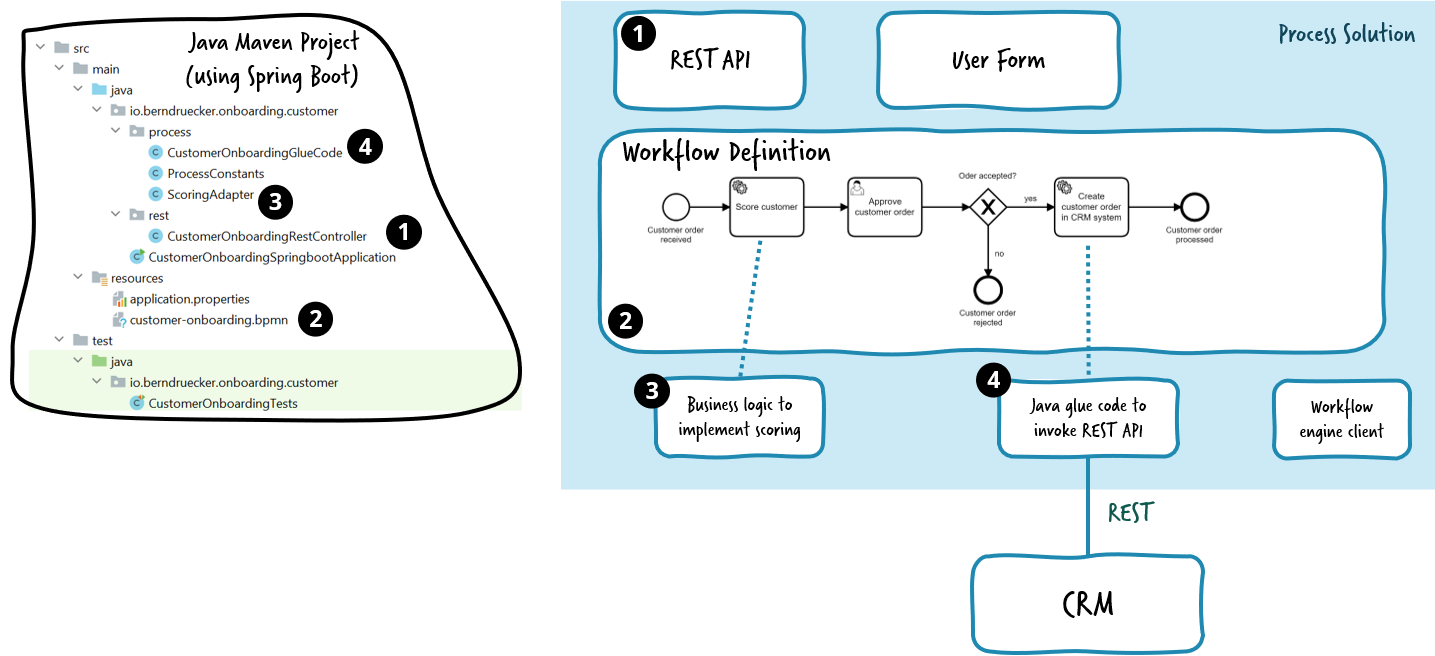 Java Maven Project
(using Spring Boot)
src
main
java
io.berndruecker.onboarding.customer
process
CustomerOnboardingGlueCode 4
ProcessConstants
ScoringAdapter 3
rest
CustomerOnboardingRestController 1
CustomerOnboardingSpringbootApplication
resources
application.properties
customer-onboarding.bpmn 2
test
java
io.berndruecker.onboarding.customer
CustomerOnboardingTests
Process Solution
1
REST API
User Form
Workflow Definition
Customer order
received
Score customer
Approve
customer order
Oder accepted?
yes
no
Create
customer order
in CRM system
Customer order
processed
Customer order
rejected
2
3
Business logic to
implement scoring
4
Java glue code to
invoke REST API
Workflow
engine client
REST
CRM